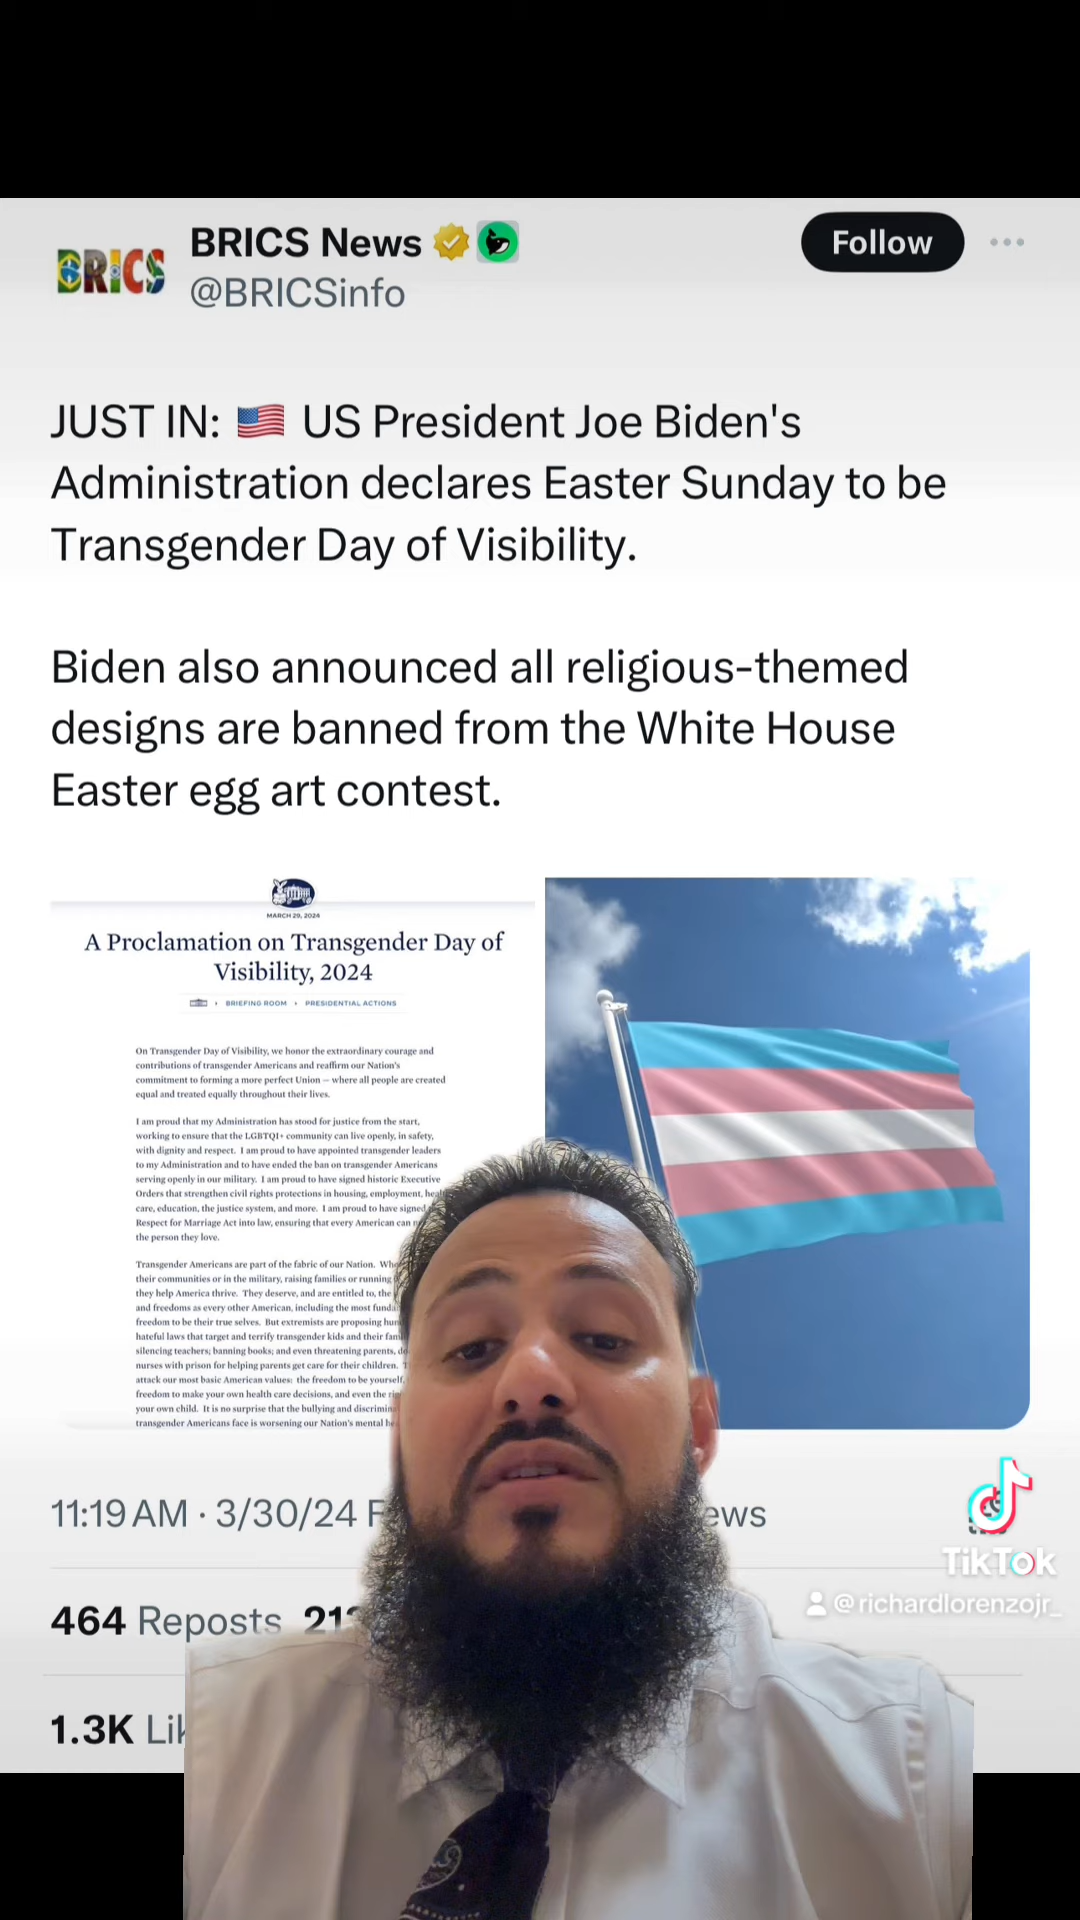 BRICS
BRICS News
@BRICSinfo
Follow
JUST IN: 🇺🇸 US President Joe Biden's
Administration declares Easter Sunday to be
Transgender Day of Visibility.
Biden also announced all religious-themed
designs are banned from the White House
Easter egg art contest.
MARCH 29, 2024
A Proclamation on Transgender Day of
Visibility, 2024
BRIEFING ROOM
PRESIDENTIAL ACTIONS
On Transgender Day of Visibility, we honor the extraordinary courage and
contributions of transgender Americans and reaffirm our Nation's
commitment to forming a more perfect Union — where all people are created
equal and treated equally throughout their lives.
I am proud that my Administration has stood for justice from the start,
working to ensure that the LGBTQI+ community can live openly, in safety,
with dignity and respect. I am proud to have appointed transgender leaders
to my Administration and to have ended the ban on transgender Americans
serving openly in our military. I am proud to have signed historic Executive
Orders that strengthen civil rights protections in housing, employment,
care, education, the justice system, and more. I am proud to have signed
Respect for Marriage Act into law, ensuring that every American can
the person they love.
Transgender Americans are part of the fabric of our Nation.
their communities or in the military, raising families or running
they help America thrive. They deserve, and are entitled to, the
and freedoms as every other American, including the most
freedom to be their true selves. But extremists are proposing
hateful laws that target and terrify transgender kids and their
silencing teachers; banning books; and even threatening parents,
nurses with prison for helping parents get care for their children.
attack our most basic American values: the freedom to be yourself,
freedom to make your own health care decisions, and even the
your own child. It is no surprise that the bullying and
transgender Americans face is worsening our Nation's mental
11:19 AM · 3/30/24
ews
464 Reposts 21
1.3K
TikTok
@richardlorenzojr_